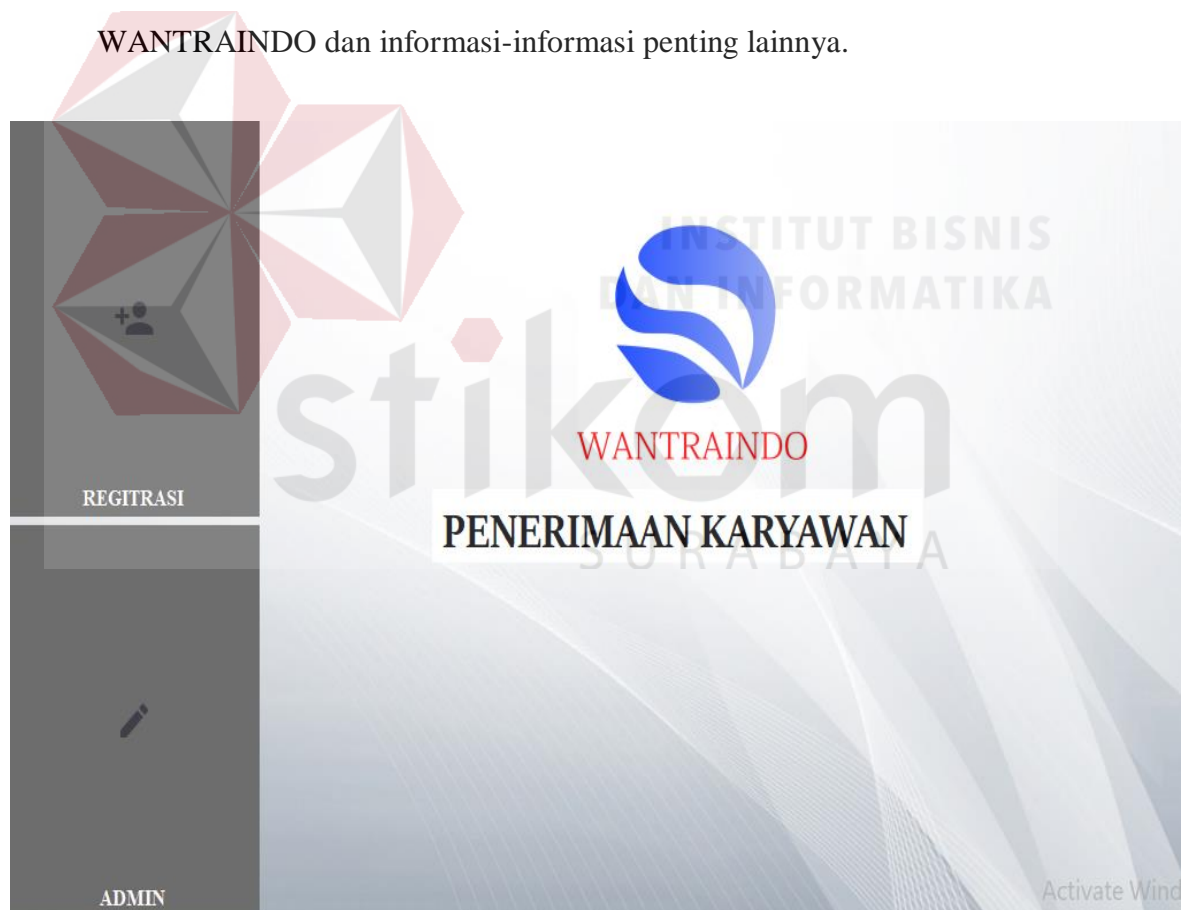 WANTRAINDO dan informasi-informasi penting lainnya.
INSTITUT BISNIS
DAN INFORMATIKA
stikom
SURABAYA
WANTRAINDO
PENERIMAAN KARYAWAN
REGITRASI
ADMIN
Activate Wind